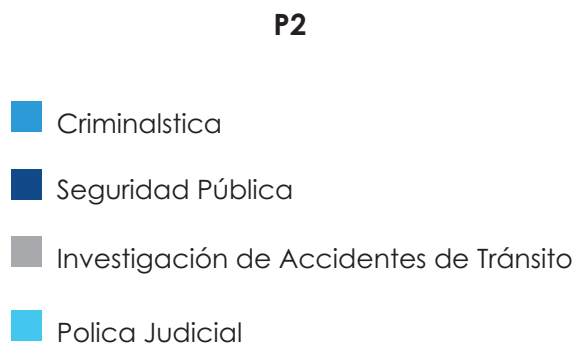 P2
Criminalstica
Seguridad Pública
Investigación de Accidentes de Tránsito
Polica Judicial